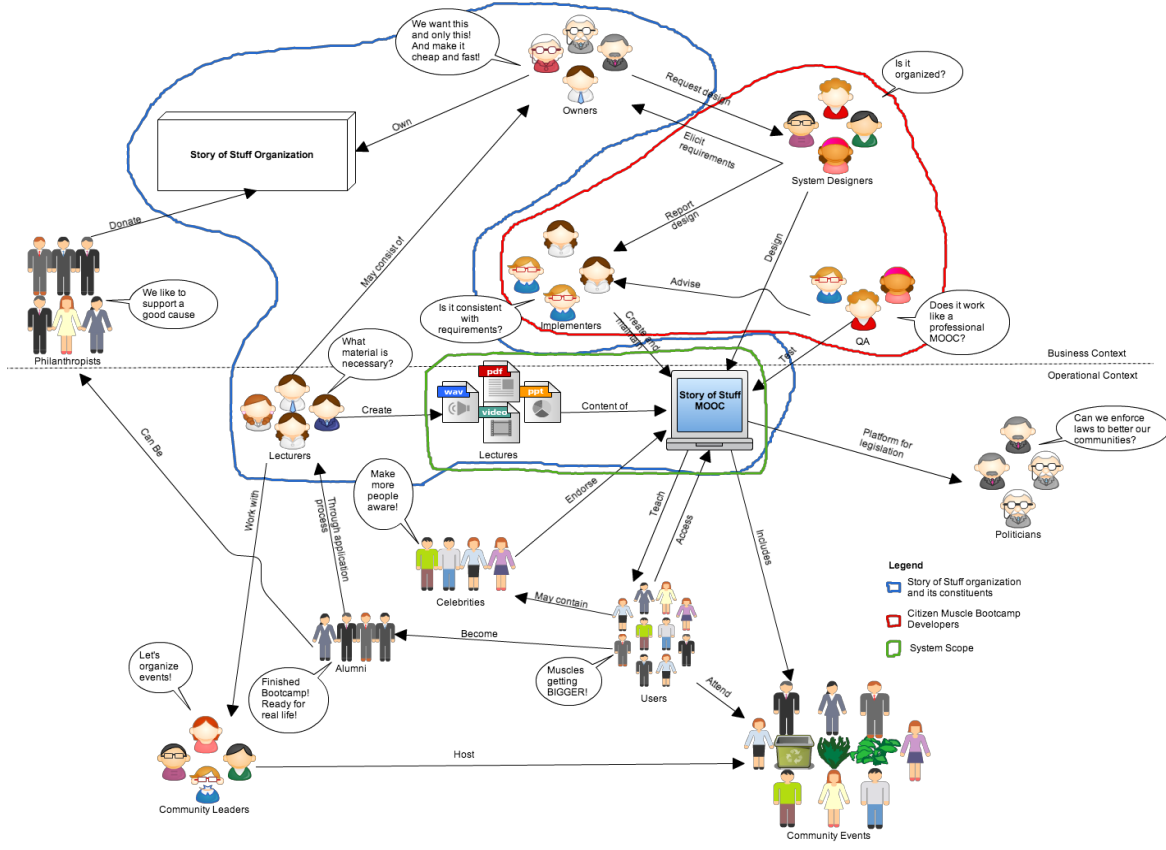 We want this
and only this!
And make it
cheap and fast!
Owners
Is it
organized?
Request design
Own
Elicit
requirements
Story of Stuff Organization
System Designers
Donate
Report
design
Design
May consist of
Advise
We like to
support a
good cause
Is it consistent
with
requirements?
Implementers
Create and
maintain
Does it work
like a
professional
MOOC?
QA
Test
Philanthropists
What
material is
necessary?
Business Context
Operational Context
wav
pdf
ppt
video
Story of Stuff
MOOC
Create
Content of
Lecturers
Lectures
Can Be
Platform for
legislation
Can we enforce
laws to better our
communities?
Politicians
Work with
Through application
process
Make
more
people
aware!
Endorse
Teach
Access
Includes
Celebrities
May contain
Legend
Story of Stuff organization
and its constituents
Citizen Muscle Bootcamp
Developers
System Scope
Become
Alumni
Let's
organize
events!
Finished
Bootcamp!
Ready for
real life!
Muscles
getting
BIGGER!
Users
Attend
Host
Community Leaders
Community Events